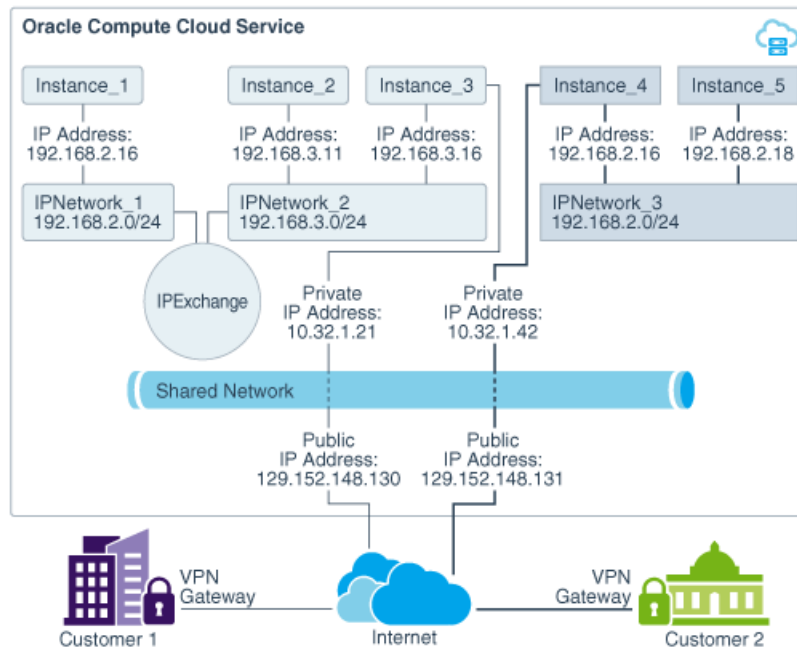 Oracle Compute Cloud Service
Instance_1
Instance_2
Instance_3
Instance_4
Instance_5
IP Address:
192.168.2.16
IP Address:
192.168.3.11
IP Address:
192.168.3.16
IP Address:
192.168.2.16
IP Address:
192.168.2.18
IPNetwork_1
192.168.2.0/24
IPNetwork_2
192.168.3.0/24
IPNetwork_3
192.168.2.0/24
IPExchange
Private
IP Address:
10.32.1.21
Private
IP Address:
10.32.1.42
Shared Network
Public
IP Address:
129.152.148.130
Public
IP Address:
129.152.148.131
VPN
Gateway
VPN
Gateway
Customer 1
Internet
Customer 2